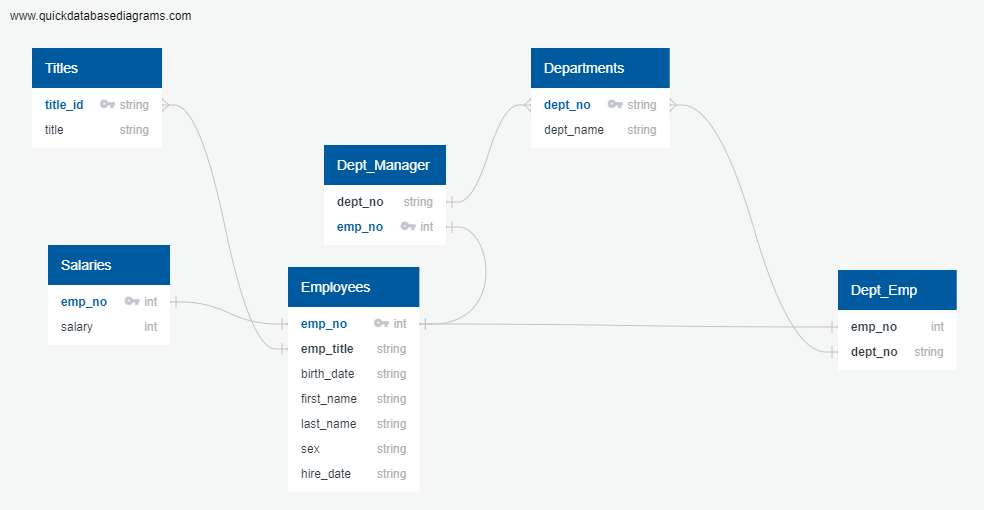 www.quickdatabasediagrams.com
Titles
title_id string
title string
Departments
dept_no string
dept_name string
Dept_Manager
dept_no string
emp_no int
Salaries
emp_no int
salary int
Employees
emp_no int
emp_title string
birth_date string
first_name string
last_name string
sex string
hire_date string
Dept_Emp
emp_no int
dept_no string